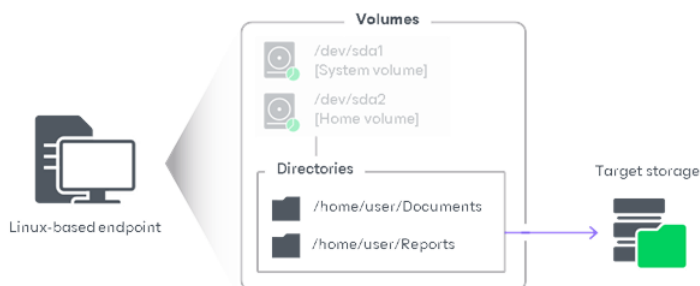 Volumes
/dev/sda1
[System volume]
/dev/sda2
[Home volume]
Directories
/home/user/Documents
/home/user/Reports
Linux-based endpoint
Target storage